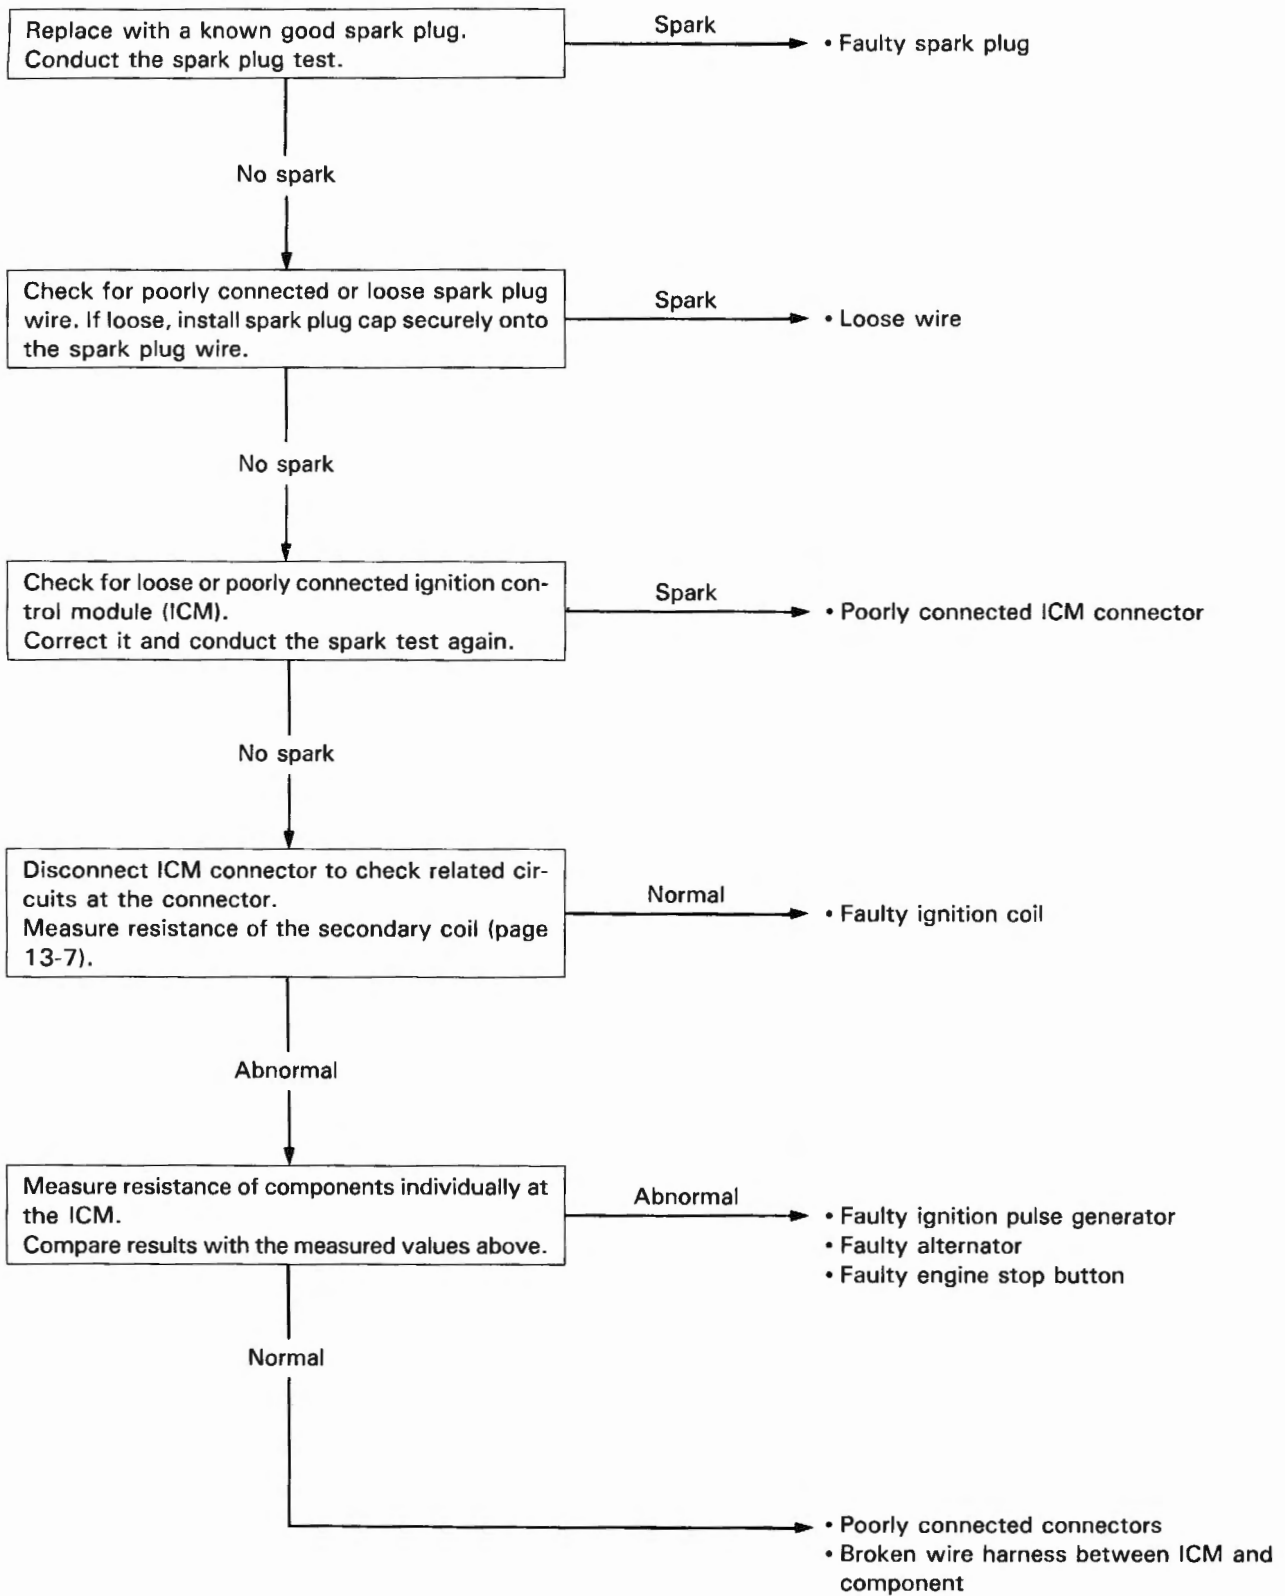 Replace with a known good spark plug.
Conduct the spark plug test.
Spark
• Faulty spark plug
No spark
Check for poorly connected or loose spark plug
wire. If loose, install spark plug cap securely onto
the spark plug wire.
Spark
• Loose wire
No spark
Check for loose or poorly connected ignition con-
trol module (ICM).
Correct it and conduct the spark test again.
Spark
• Poorly connected ICM connector
No spark
Disconnect ICM connector to check related cir-
cuits at the connector.
Measure resistance of the secondary coil (page
13-7).
Normal
• Faulty ignition coil
Abnormal
Measure resistance of components individually at
the ICM.
Compare results with the measured values above.
Abnormal
• Faulty ignition pulse generator
• Faulty alternator
• Faulty engine stop button
Normal
• Poorly connected connectors
• Broken wire harness between ICM and
component